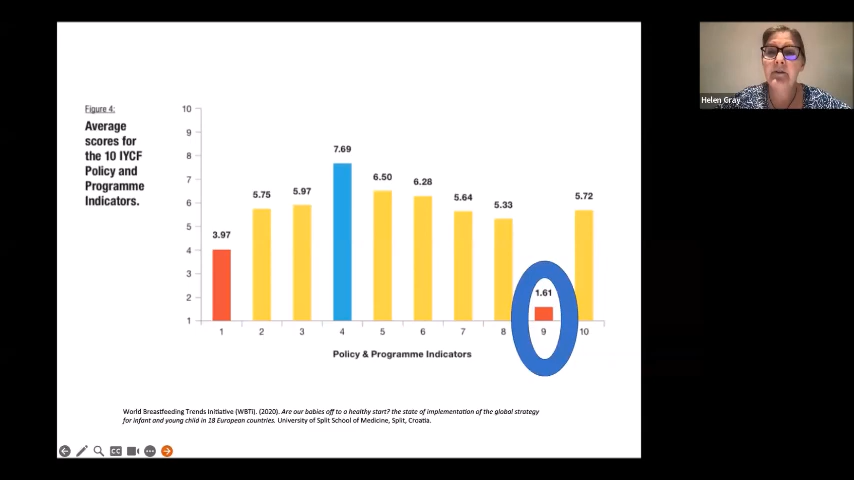 Figure 4:
Average
scores for
the 10 IYCF
Policy and
Programme
Indicators.
10
9
8
7
6
5
4
3
2
1
3.97
5.75
5.97
7.69
6.50
6.28
5.64
5.33
1.61
5.72
1 2 3 4 5 6 7 8 9 10
Policy & Programme Indicators
World Breastfeeding Trends Initiative (WBTi). (2020). Are our babies off to a healthy start? the state of implementation of the global strategy
for infant and young child in 18 European countries. University of Split School of Medicine, Split, Croatia.
CC
Helen Gray